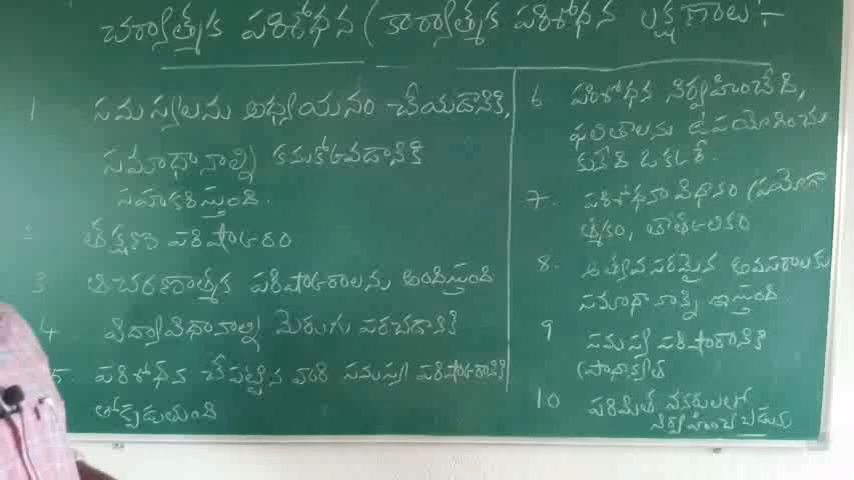 చర్యాత్మక పరిశోధన (కార్యాత్మక పరిశోధన లక్షణాలు :-
1 సమస్యలను అధ్యయనం చేయడానికి,
సమాధానాల్ని కనుకోవడానికి
సహకరిస్తుంది.
2 తక్షణ పరిష్కారం
3 ఆచరణాత్మక పరిష్కారాలను అందిస్తుంది
4 విద్యావిధానాల్ని మెరుగు పరచడానికి
5. పరిశోధన చేపట్టిన వారి సమస్య పరిష్కారానికి
తోడ్పడుతుంది
6 పరిశోధన నిర్వహించేది,
ఫలితాలను ఉపయోగించు
కునేది ఒకరే.
7. పరిశోధనా విధానం ప్రయోగా
త్మకం, తాత్కాలికం
8. అత్యవసరమైన అవసరాలకు
సమాధానాన్ని ఇస్తుంది.
9 సమస్య పరిష్కారానికి
ప్రాధాన్యత
10 పరిమిత వనరులలో
నిర్వహించబడును